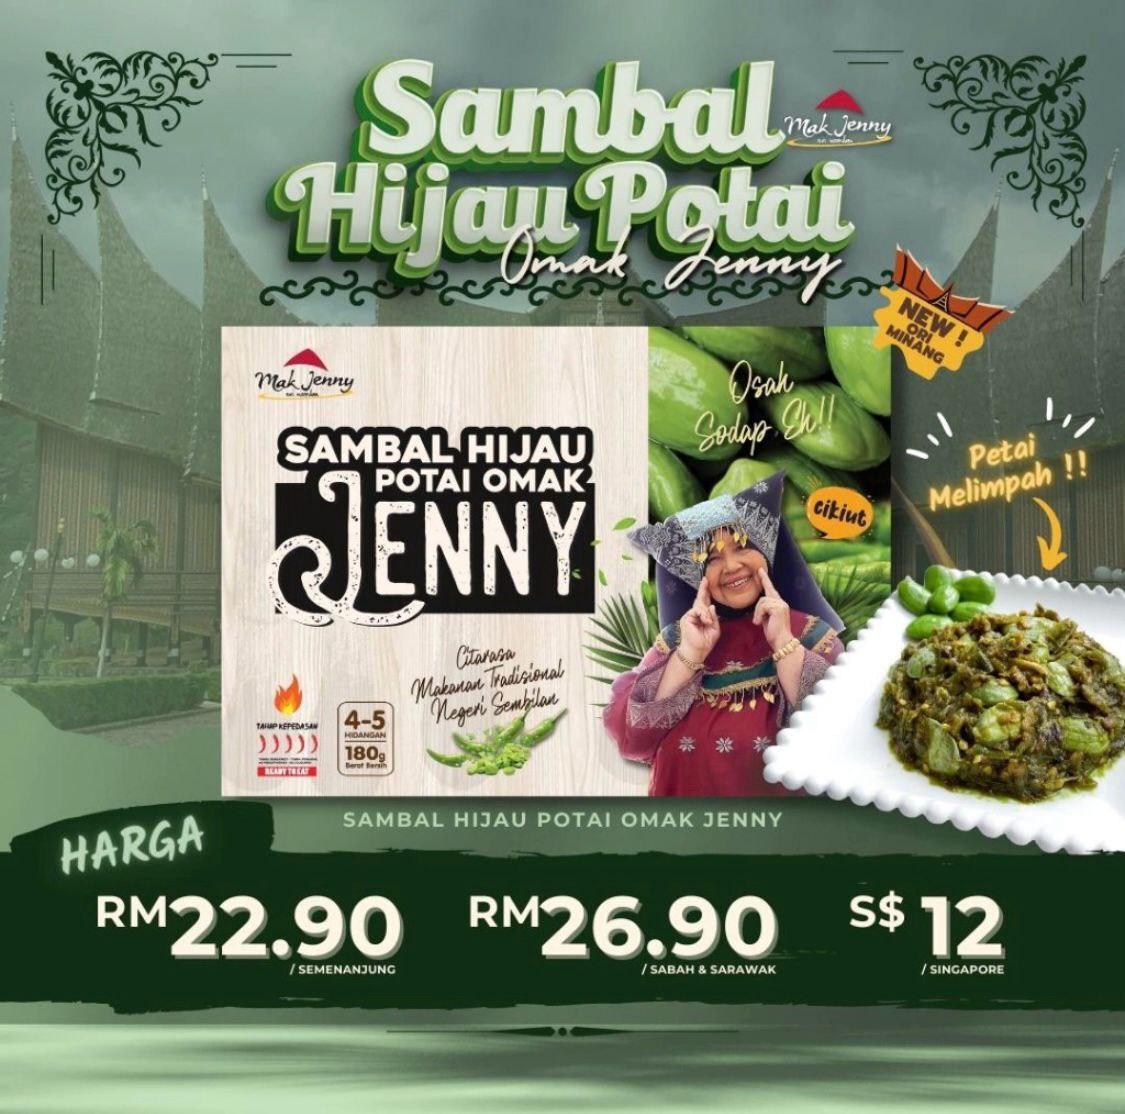 Sambal
Mak Jenny
Hijau Potai
Omak Jenny
NEW !
ORI
MINANG
Mak Jenny
SAMBAL HIJAU
POTAI OMAK
JENNY
Osah
Sodap Eh!!
cikiut
Petai
Melimpah !!
Citarasa
Makanan Tradisional
Negeri Sembilan
TAHAP KEPEDASAN
READY TO EAT
4-5
HIDANGAN
180g
Berat Bersih
SAMBAL HIJAU POTAI OMAK JENNY
HARGA
RM22.90
/ SEMENANJUNG
RM26.90
/ SABAH & SARAWAK
S$ 12
/ SINGAPORE